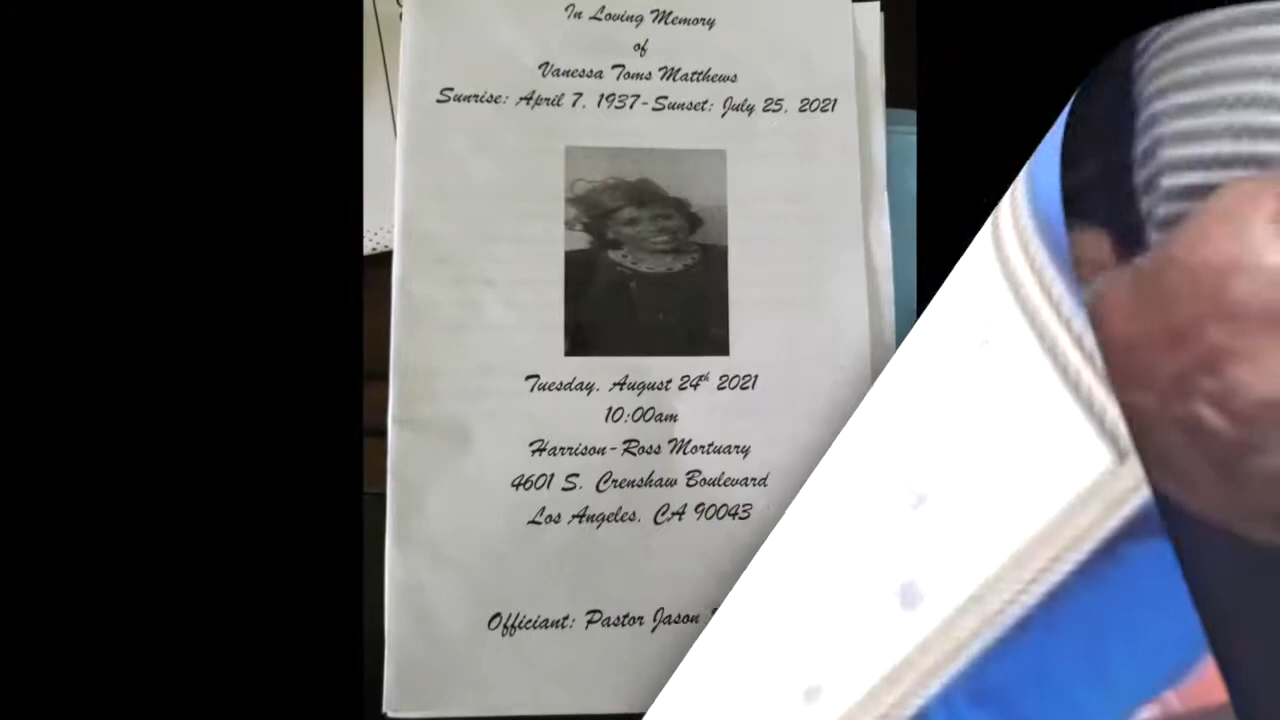 In Loving Memory
of
Vanessa Toms Matthews
Sunrise: April 7, 1937-Sunset: July 25, 2021
Tuesday, August 24th 2021
10:00am
Harrison-Ross Mortuary
4601 S. Crenshaw Boulevard
Los Angeles, CA 90043
Officiant: Pastor Jason